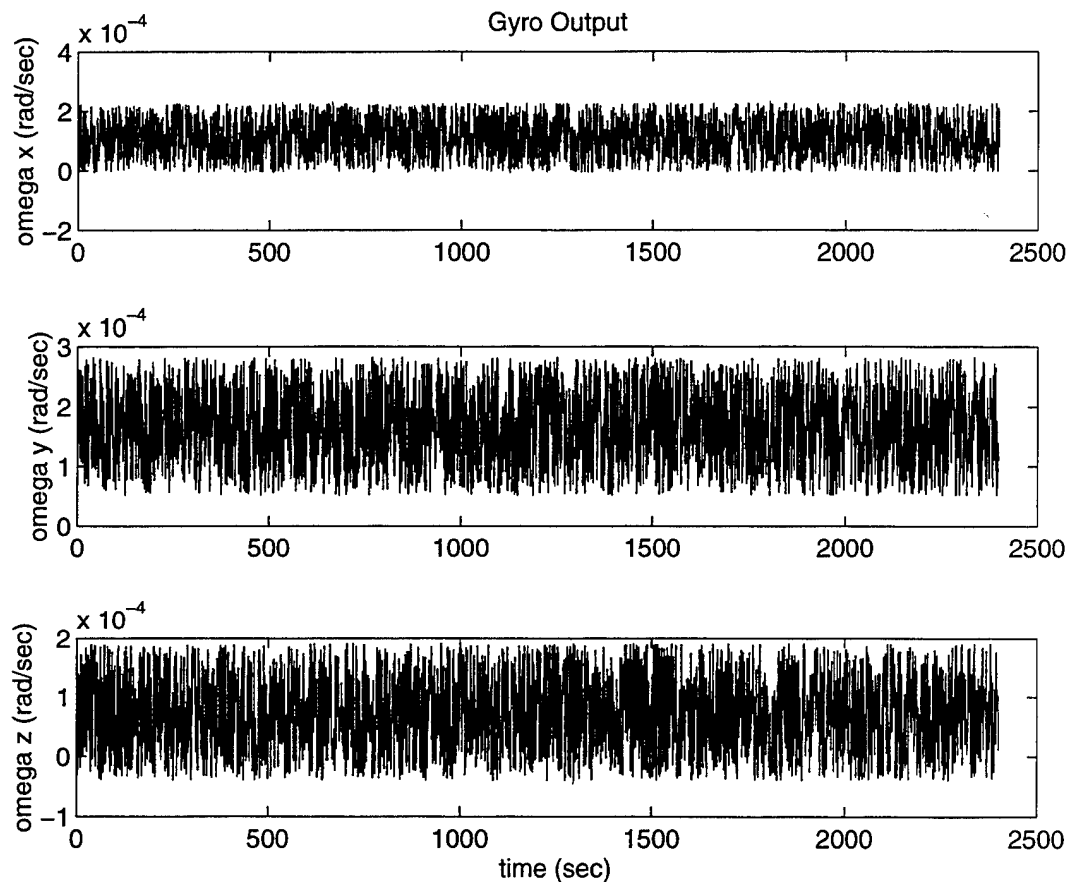 Gyro Output
x 10−4
omega x (rad/sec)
4
2
0
−2
0 500 1000 1500 2000 2500
x 10−4
omega y (rad/sec)
3
2
1
0
0 500 1000 1500 2000 2500
x 10−4
omega z (rad/sec)
2
1
0
−1
0 500 1000 1500 2000 2500
time (sec)